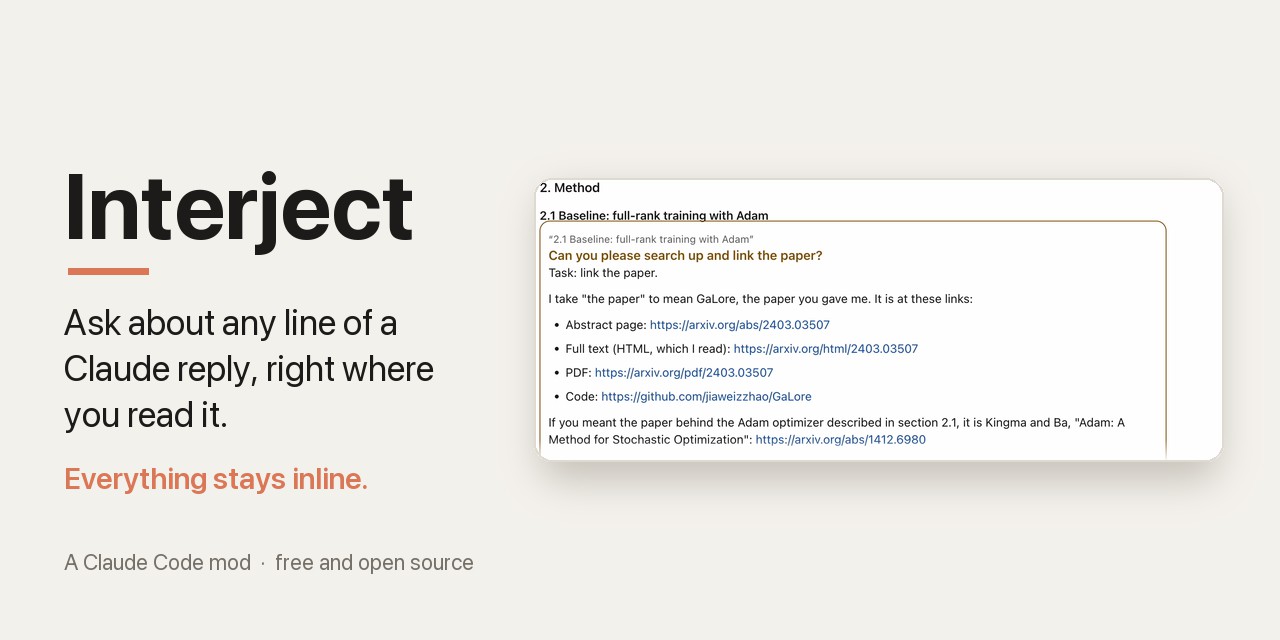 Interject
Ask about any line of a
Claude reply, right where
you read it.
Everything stays inline.
A Claude Code mod · free and open source
2. Method
2.1 Baseline: full-rank training with Adam
"2.1 Baseline: full-rank training with Adam"
Can you please search up and link the paper?
Task: link the paper.
I take "the paper" to mean GaLore, the paper you gave me. It is at these links:
• Abstract page: https://arxiv.org/abs/2403.03507
• Full text (HTML, which I read): https://arxiv.org/html/2403.03507
• PDF: https://arxiv.org/pdf/2403.03507
• Code: https://github.com/jiaweizzhao/GaLore
If you meant the paper behind the Adam optimizer described in section 2.1, it is Kingma and Ba, "Adam: A
Method for Stochastic Optimization": https://arxiv.org/abs/1412.6980